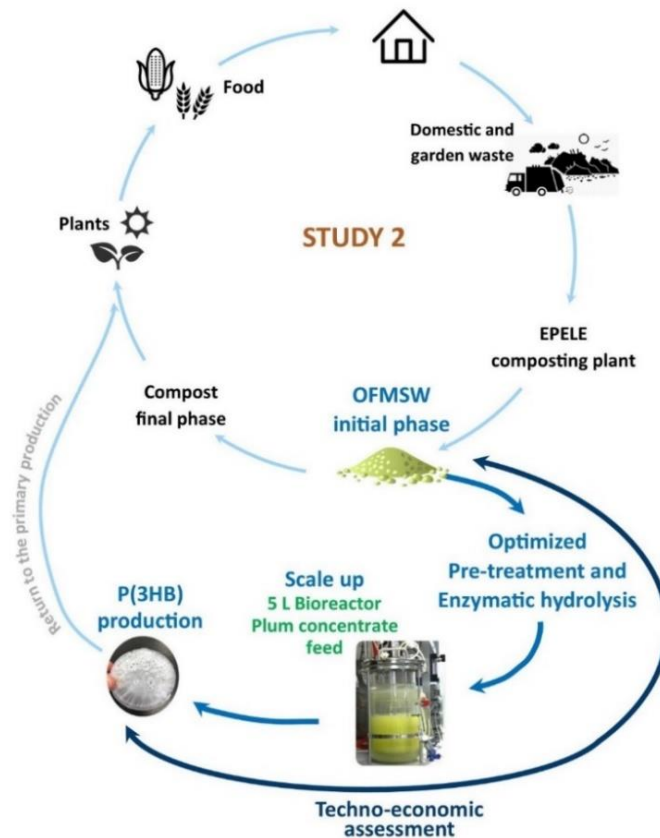 Food
Domestic and
garden waste
Plants
STUDY 2
EPELE
composting plant
Compost
final phase
OFMSW
initial phase
Return to the primary production
Optimized
Pre-treatment and
Enzymatic hydrolysis
Scale up
5 L Bioreactor
Plum concentrate
feed
P(3HB)
production
Techno-economic
assessment